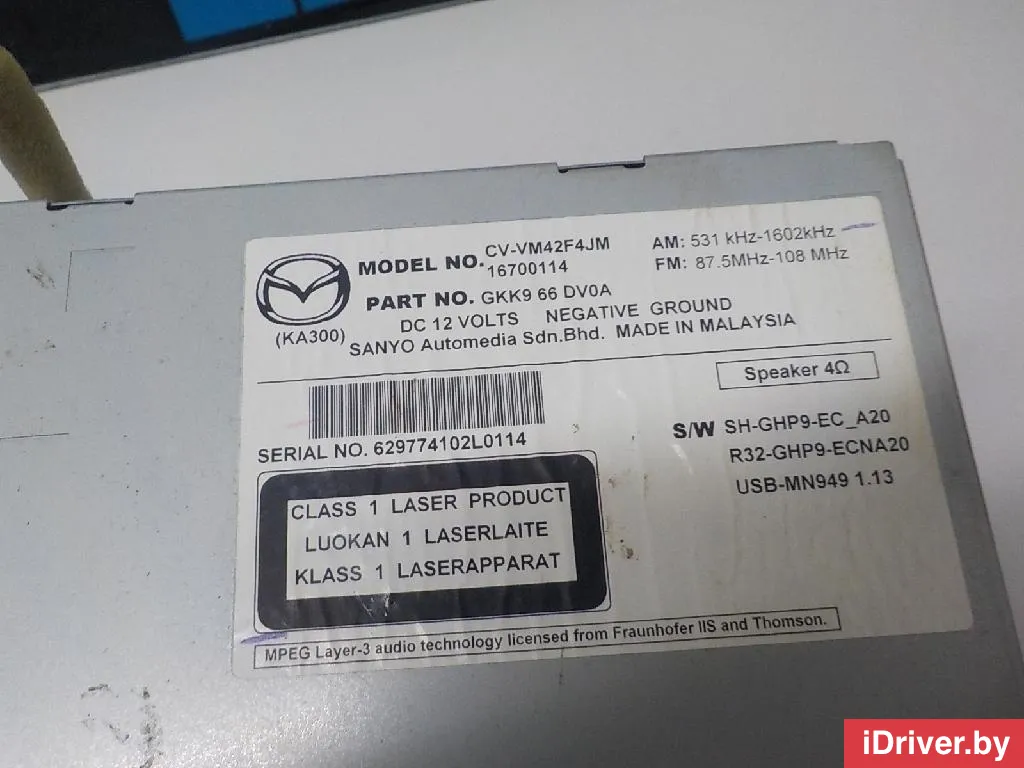 MODEL NO. CV-VM42F4JM
16700114
AM: 531 kHz-1602kHz
FM: 87.5MHz-108 MHz
PART NO. GKK9 66 DV0A
(KA300)
DC 12 VOLTS NEGATIVE GROUND
SANYO Automedia Sdn.Bhd. MADE IN MALAYSIA
Speaker 4Ω
SERIAL NO. 629774102L0114
S/W SH-GHP9-EC_A20
R32-GHP9-ECNA20
USB-MN949 1.13
CLASS 1 LASER PRODUCT
LUOKAN 1 LASERLAITE
KLASS 1 LASERAPPARAT
MPEG Layer-3 audio technology licensed from Fraunhofer IIS and Thomson.
iDriver.by